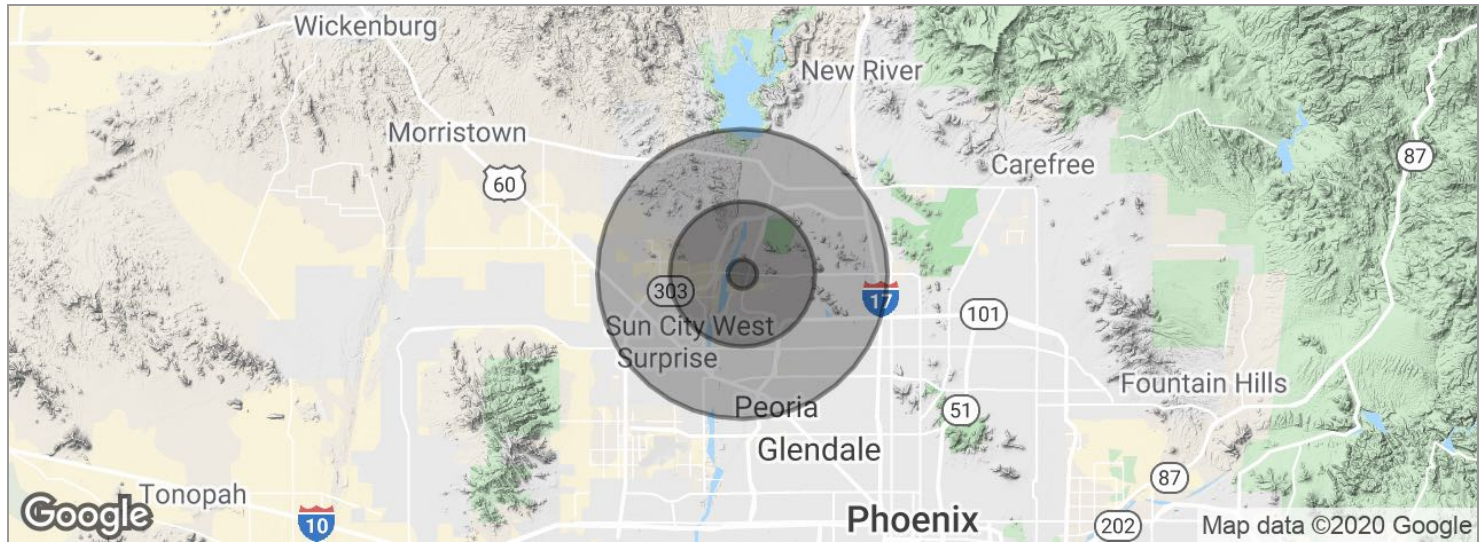 Wickenburg
New River
Morristown
87
Carefree
60
303
17
101
Sun City West
Surprise
Fountain Hills
Peoria
51
Glendale
87
Tonopah
Google
10
Phoenix
202
Map data ©2020 Google